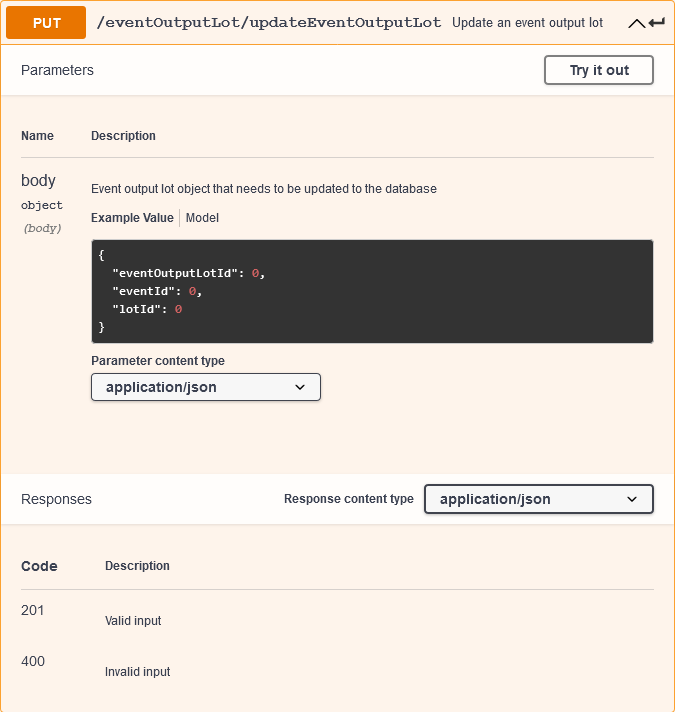 PUT /eventOutputLot/updateEventOutputLot Update an event output lot
Parameters Try it out
Name Description
body
object
(body)
Event output lot object that needs to be updated to the database
Example Value Model
{
"eventOutputLotId": 0,
"eventId": 0,
"lotId": 0
}
Parameter content type
application/json
Responses Response content type application/json
Code Description
201 Valid input
400 Invalid input